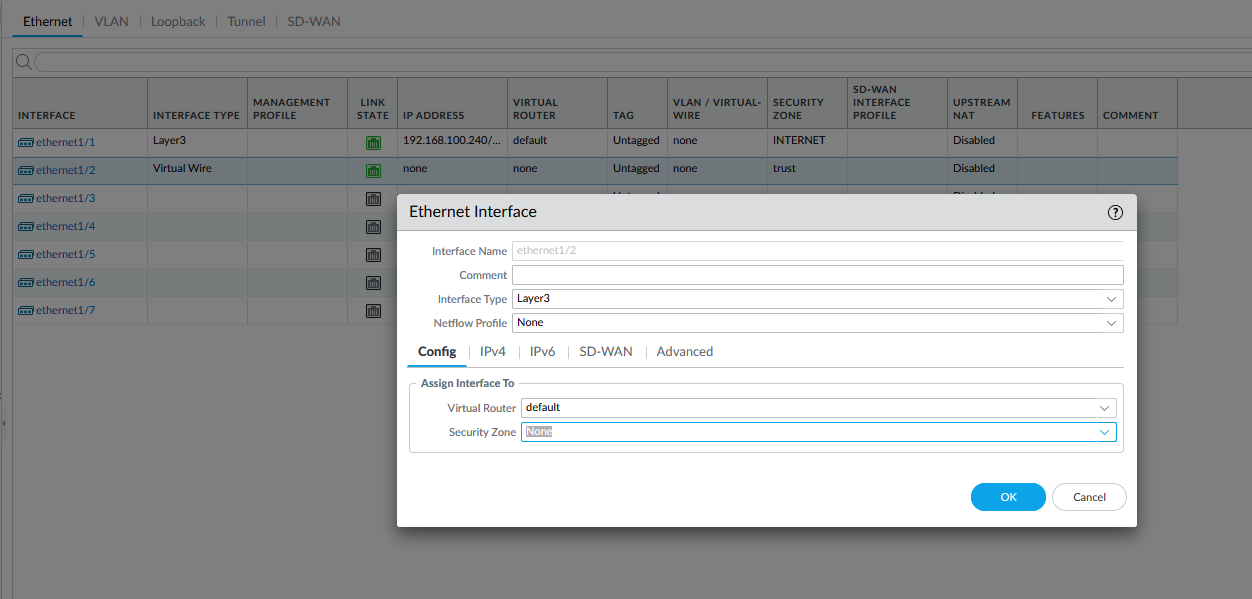 Ethernet VLAN Loopback Tunnel SD-WAN
INTERFACE INTERFACE TYPE MANAGEMENT PROFILE LINK STATE IP ADDRESS VIRTUAL ROUTER TAG VLAN / VIRTUAL-WIRE SECURITY ZONE SD-WAN INTERFACE PROFILE UPSTREAM NAT FEATURES COMMENT
ethernet1/1 Layer3 192.168.100.240/... default Untagged none INTERNET Disabled
ethernet1/2 Virtual Wire none none Untagged none trust Disabled
ethernet1/3
ethernet1/4
ethernet1/5
ethernet1/6
ethernet1/7
Ethernet Interface
Interface Name ethernet1/2
Comment
Interface Type Layer3
Netflow Profile None
Config IPv4 IPv6 SD-WAN Advanced
Assign Interface To
Virtual Router default
Security Zone None
OK Cancel